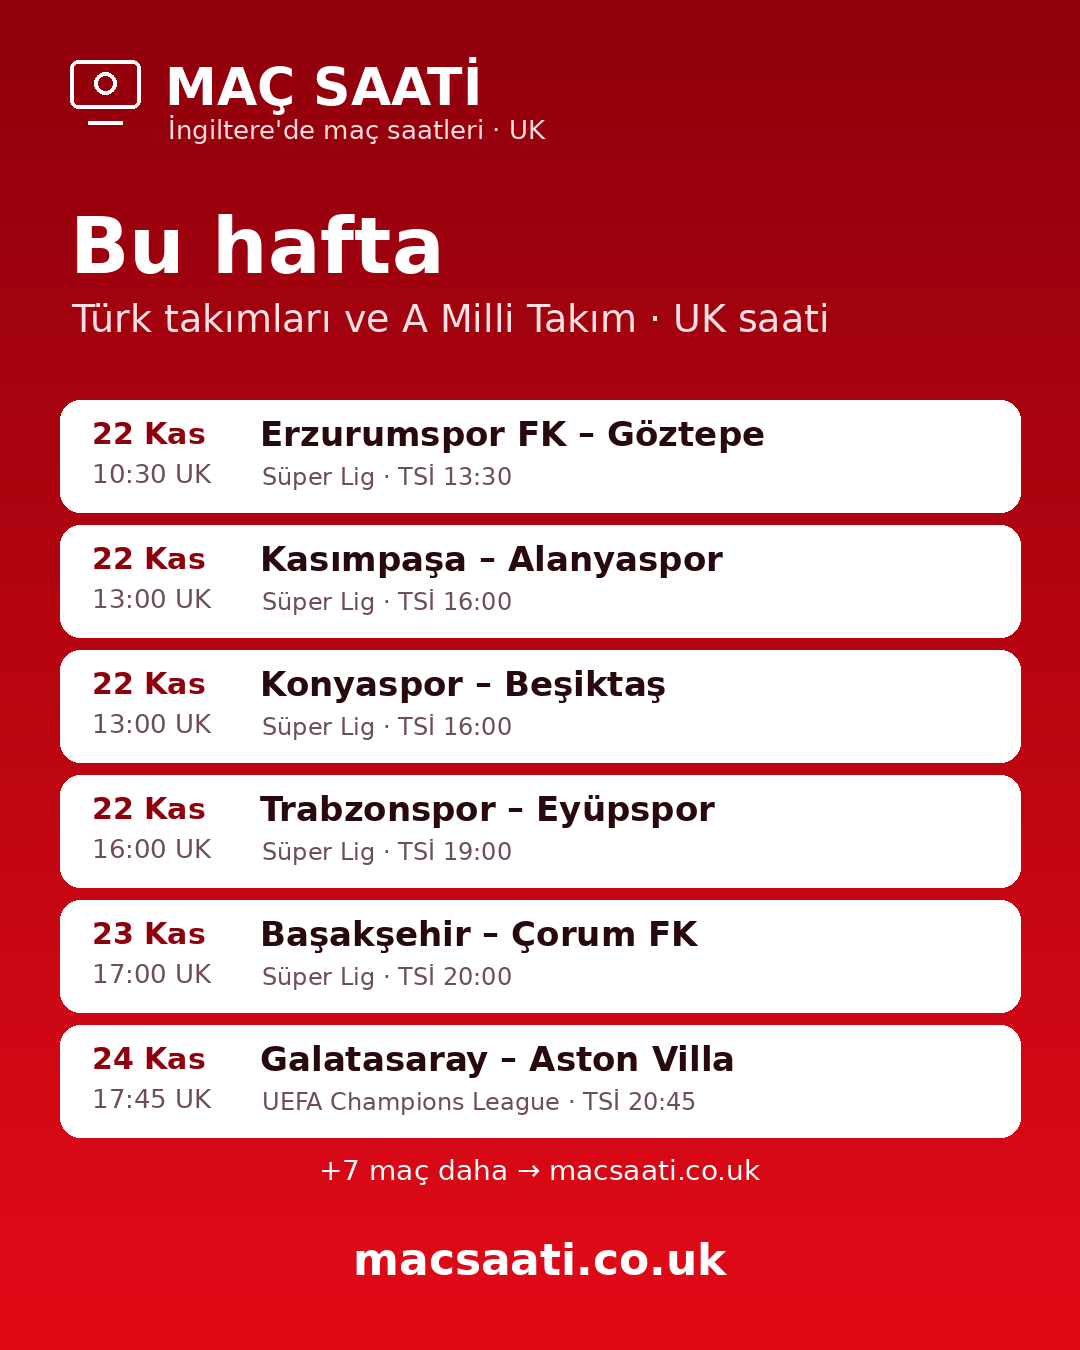 MAÇ SAATİ
İngiltere'de maç saatleri · UK
Bu hafta
Türk takımları ve A Milli Takım · UK saati
22 Kas
10:30 UK
Erzurumspor FK – Göztepe
Süper Lig · TSİ 13:30
22 Kas
13:00 UK
Kasımpaşa – Alanyaspor
Süper Lig · TSİ 16:00
22 Kas
13:00 UK
Konyaspor – Beşiktaş
Süper Lig · TSİ 16:00
22 Kas
16:00 UK
Trabzonspor – Eyüpspor
Süper Lig · TSİ 19:00
23 Kas
17:00 UK
Başakşehir – Çorum FK
Süper Lig · TSİ 20:00
24 Kas
17:45 UK
Galatasaray – Aston Villa
UEFA Champions League · TSİ 20:45
+7 maç daha → macsaati.co.uk
macsaati.co.uk